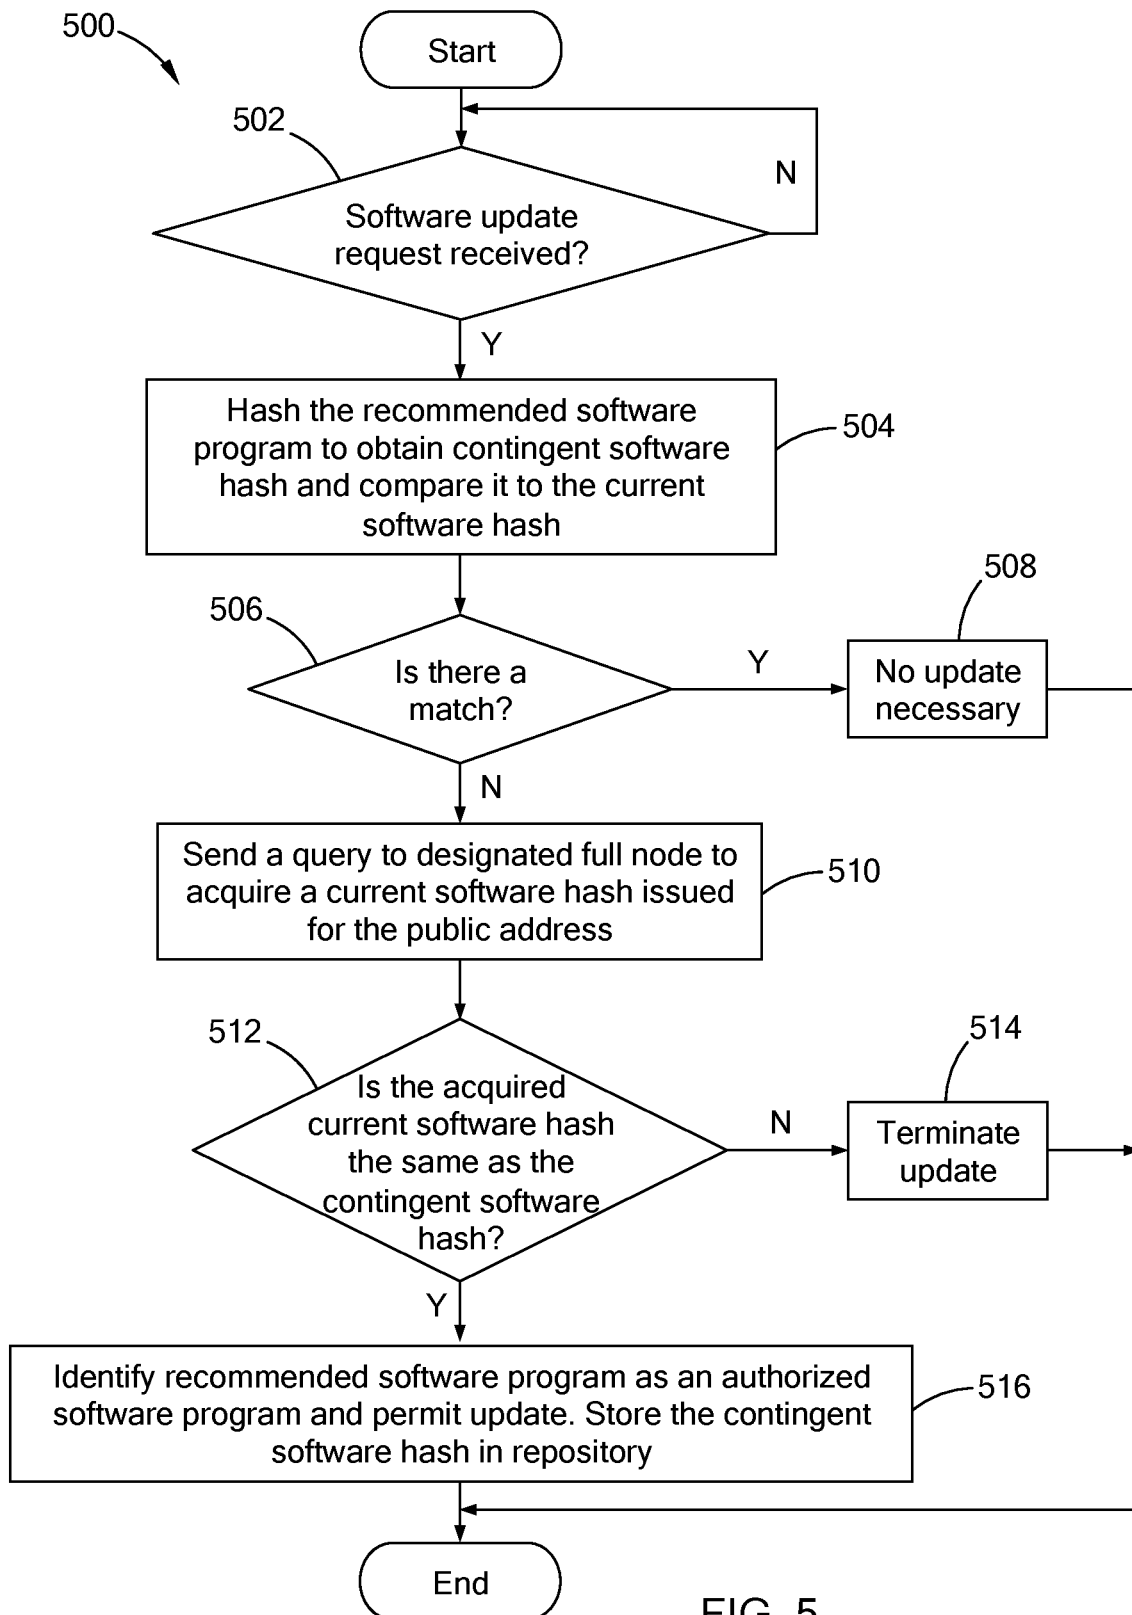 500
Start
502
N
Software update
request received?
Y
Hash the recommended software
program to obtain contingent software
hash and compare it to the current
software hash
504
506
Is there a
match?
Y
508
No update
necessary
N
Send a query to designated full node to
acquire a current software hash issued
for the public address
510
512
Is the acquired
current software hash
the same as the
contingent software
hash?
N
514
Terminate
update
Y
Identify recommended software program as an authorized
software program and permit update. Store the contingent
software hash in repository
516
End
FIG. 5